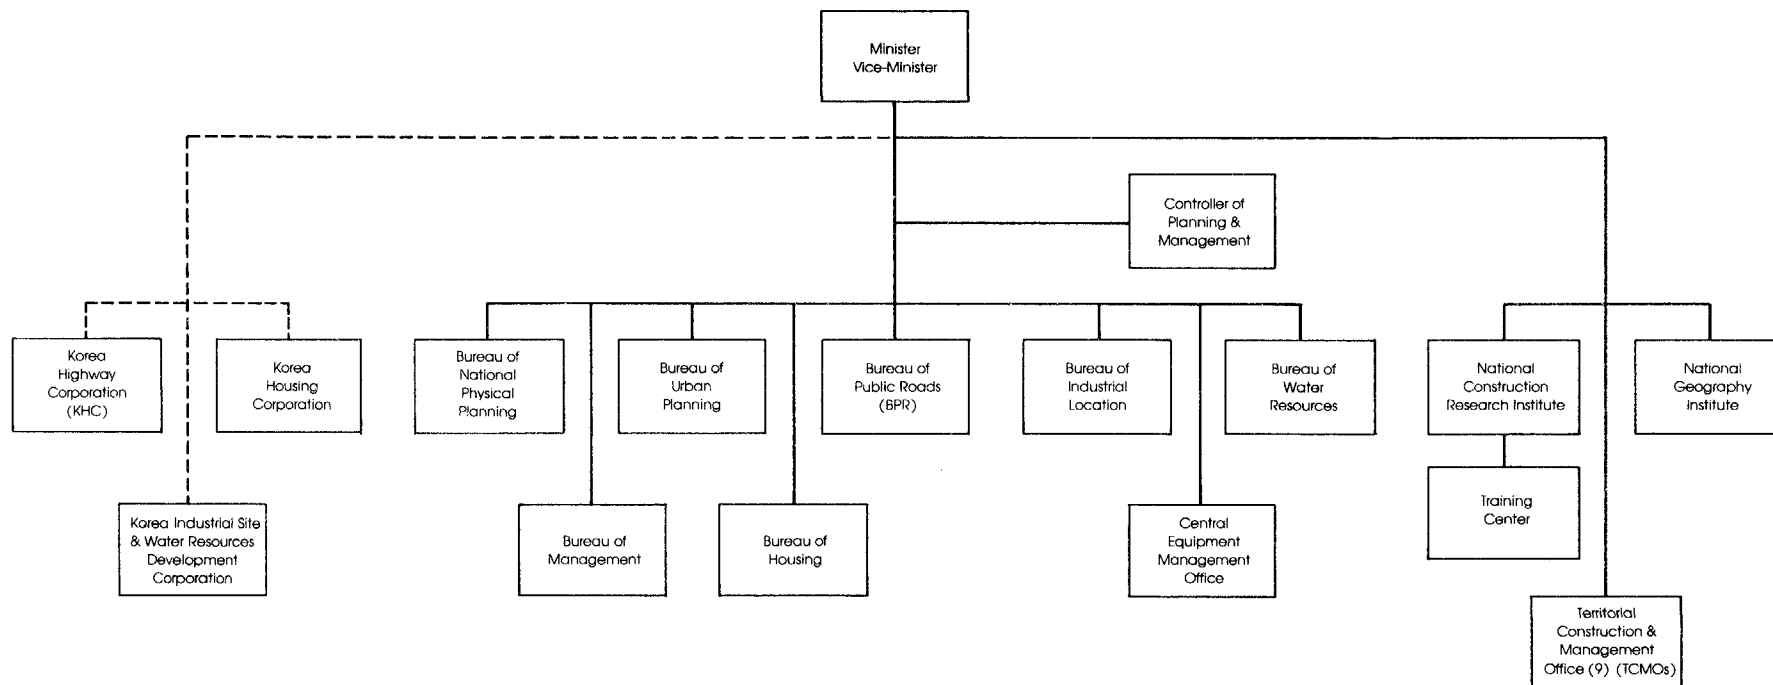 Minister
Vice-Minister
Controller of
Planning &
Management
Korea
Highway
Corporation
(KHC)
Korea
Housing
Corporation
Bureau of
National
Physical
Planning
Bureau of
Urban
Planning
Bureau of
Public Roads
(BPR)
Bureau of
Industrial
Location
Bureau of
Water
Resources
National
Construction
Research Institute
National
Geography
Institute
Korea Industrial Site
& Water Resources
Development
Corporation
Bureau of
Management
Bureau of
Housing
Central
Equipment
Management
Office
Training
Center
Territorial
Construction &
Management
Office (9) (TCMOs)